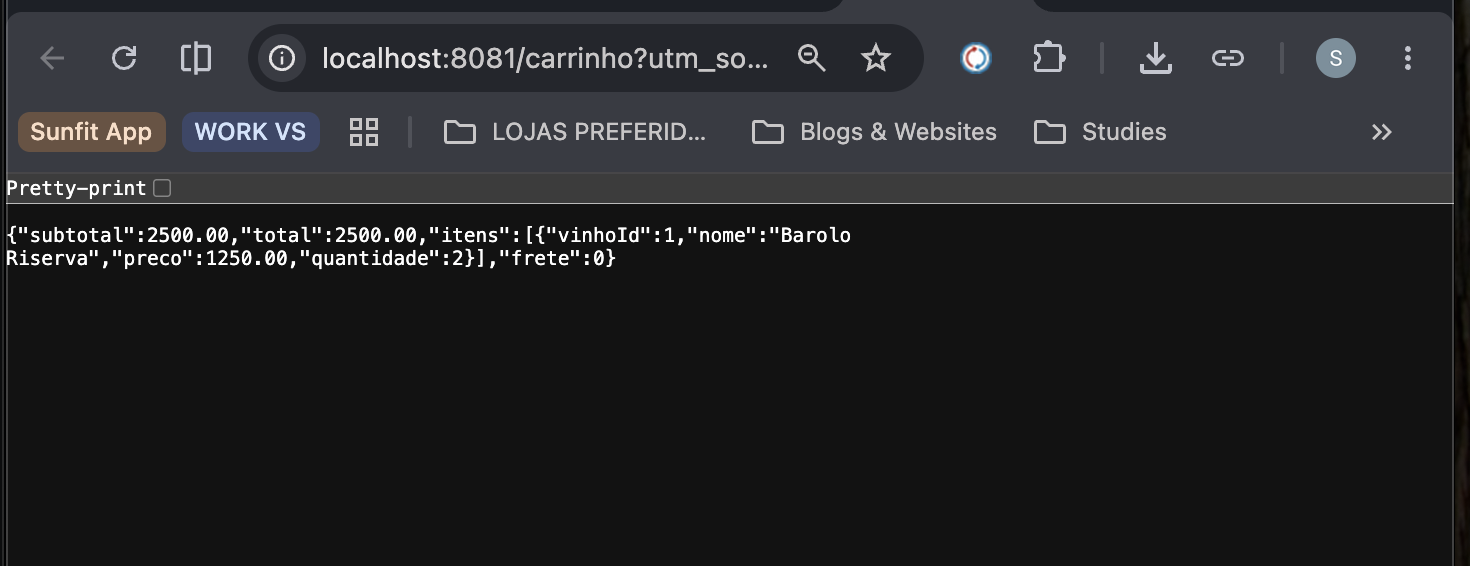 localhost:8081/carrinho?utm_so...
S
Sunfit App
WORK VS
LOJAS PREFERID...
Blogs & Websites
Studies
Pretty-print
{"subtotal":2500.00,"total":2500.00,"itens":[{"vinhoId":1,"nome":"Barolo
Riserva","preco":1250.00,"quantidade":2}],"frete":0}